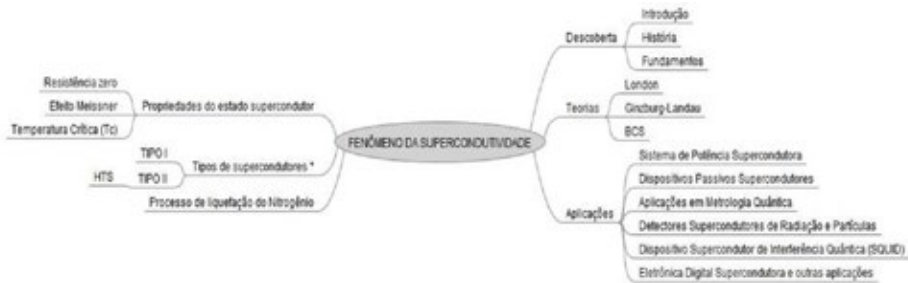 FENÔMENO DA SUPERCONDUTIVIDADE
Descoberta
Introdução
História
Fundamentos
Teorias
London
Ginzburg-Landau
BCS
Aplicações
Sistema de Potência Supercondutora
Dispositivos Passivos Supercondutores
Aplicações em Metrologia Quântica
Detectores Supercondutores de Radiação e Partículas
Dispositivo Supercondutor de Interferência Quântica (SQUID)
Eletrônica Digital Supercondutora e outras aplicações
Propriedades do estado supercondutor
Resistência zero
Efeito Meissner
Temperatura Crítica (Tc)
Tipos de supercondutores *
TIPO I
TIPO II
HTS
Processo de liquefação do Nitrogênio